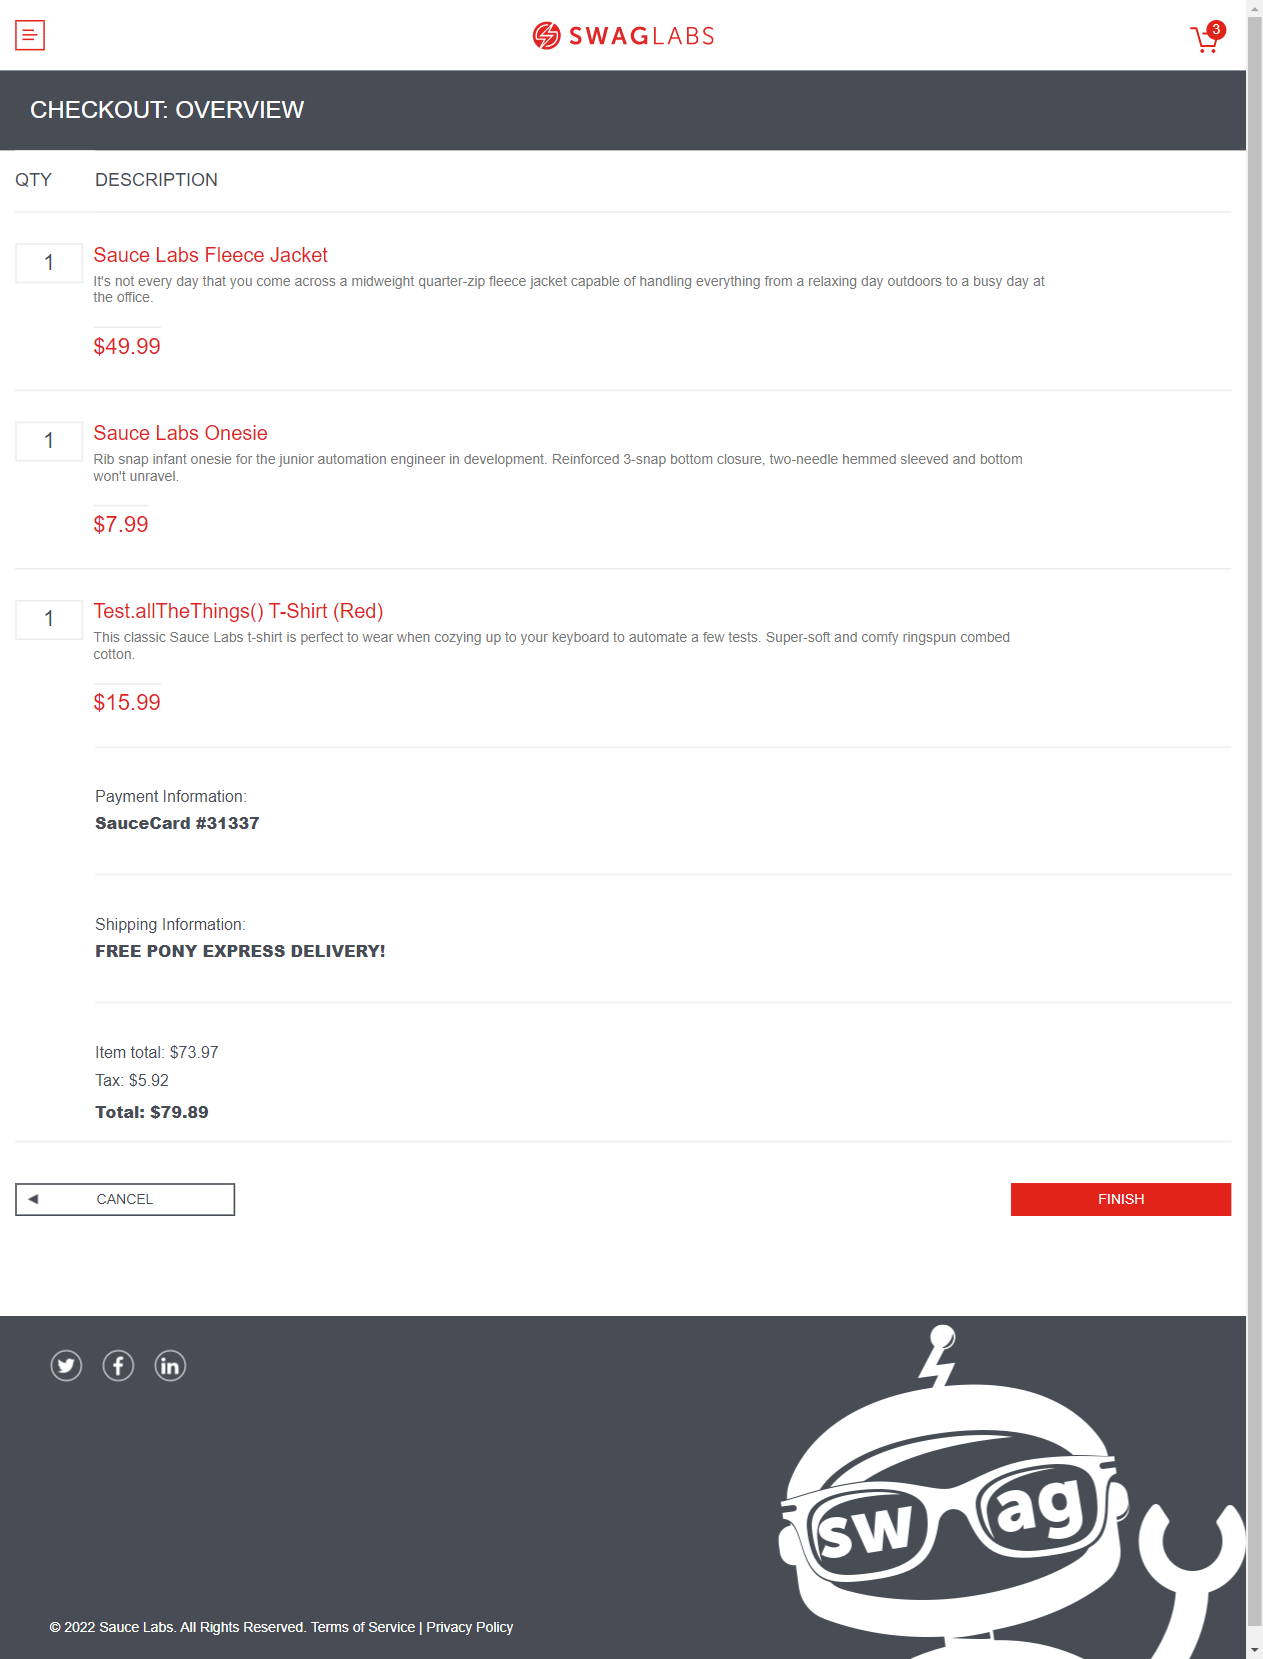 SWAGLABS
3
CHECKOUT: OVERVIEW
QTY DESCRIPTION
1
Sauce Labs Fleece Jacket
It's not every day that you come across a midweight quarter-zip fleece jacket capable of handling everything from a relaxing day outdoors to a busy day at
the office.
$49.99
1
Sauce Labs Onesie
Rib snap infant onesie for the junior automation engineer in development. Reinforced 3-snap bottom closure, two-needle hemmed sleeved and bottom
won't unravel.
$7.99
1
Test.allTheThings() T-Shirt (Red)
This classic Sauce Labs t-shirt is perfect to wear when cozying up to your keyboard to automate a few tests. Super-soft and comfy ringspun combed
cotton.
$15.99
Payment Information:
SauceCard #31337
Shipping Information:
FREE PONY EXPRESS DELIVERY!
Item total: $73.97
Tax: $5.92
Total: $79.89
CANCEL
FINISH
swag
© 2022 Sauce Labs. All Rights Reserved. Terms of Service | Privacy Policy